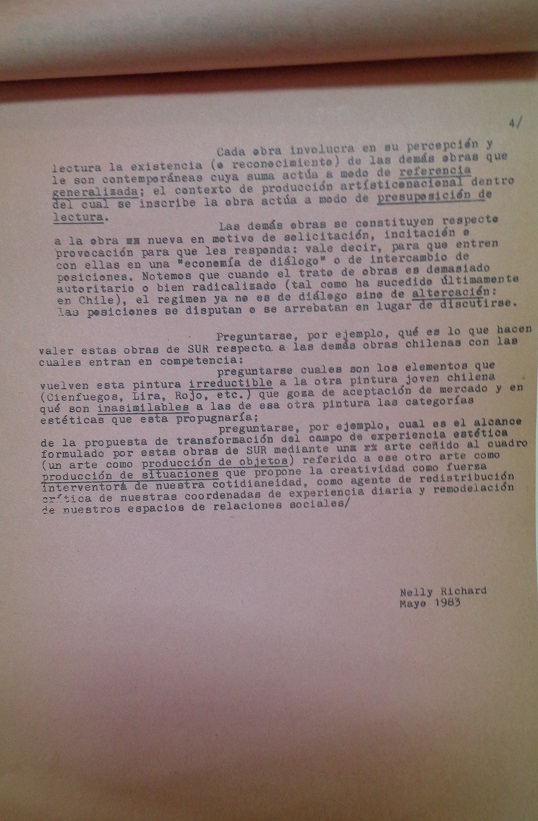 4/
Cada obra involucra en su percepción y
lectura la existencia (o reconocimiento) de las demás obras que
le son contemporáneas cuya suma actúa a modo de referencia
generalizada; el contexto de producción artísticonacional dentro
del cual se inscribe la obra actúa a modo de presuposición de
lectura.
Las demás obras se constituyen respecto
a la obra xx nueva en motivo de solicitación, incitación o
provocación para que les responda: vale decir, para que entren
con ellas en una "economía de diálogo" o de intercambio de
posiciones. Notemos que cuando el trato de obras es demasiado
autoritario o bien radicalizado (tal como ha sucedido últimamente
en Chile), el regimen ya no es de diálogo sino de altercación:
las posiciones se disputan o se arrebatan en lugar de discutirse.
Preguntarse, por ejemplo, qué es lo que hacen
valer estas obras de SUR respecto a las demás obras chilenas con las
cuales entran en competencia:
preguntarse cuales son los elementos que
vuelven esta pintura irreductible a la otra pintura joven chilena
(Cienfuegos, Lira, Rojo, etc.) que goza de aceptación de mercado y en
qué son inasimilables a las de esa otra pintura las categorías
estéticas que esta propugnaría;
preguntarse, por ejemplo, cual es el alcance
de la propuesta de transformación del campo de experiencia estética
formulado por estas obras de SUR mediante unx xx arte ceñido al cuadro
(un arte como producción de objetos) referido a ese otro arte como
producción de situaciones que propone la creatividad como fuerza
interventora de nuestra cotidianeidad, como agente de redistribución
crítica de nuestras coordenadas de experiencia diaria y remodelación
de nuestros espacios de relaciones sociales/
Nelly Richard
Mayo 1983